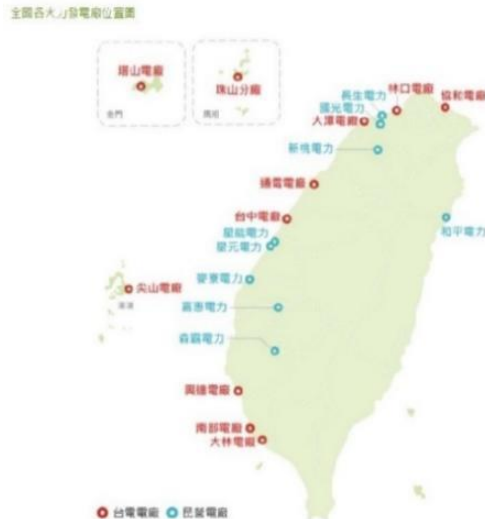 全國各火力發電廠位置圖
塔山電廠
金門
珠山分廠
馬祖
長生電力
國光電力
大潭電廠
林口電廠
協和電廠
新桃電力
通霄電廠
台中電廠
星能電力
星元電力
和平電力
麥寮電力
尖山電廠
澎湖
嘉惠電力
森霸電力
興達電廠
南部電廠
大林電廠
台電電廠
民營電廠